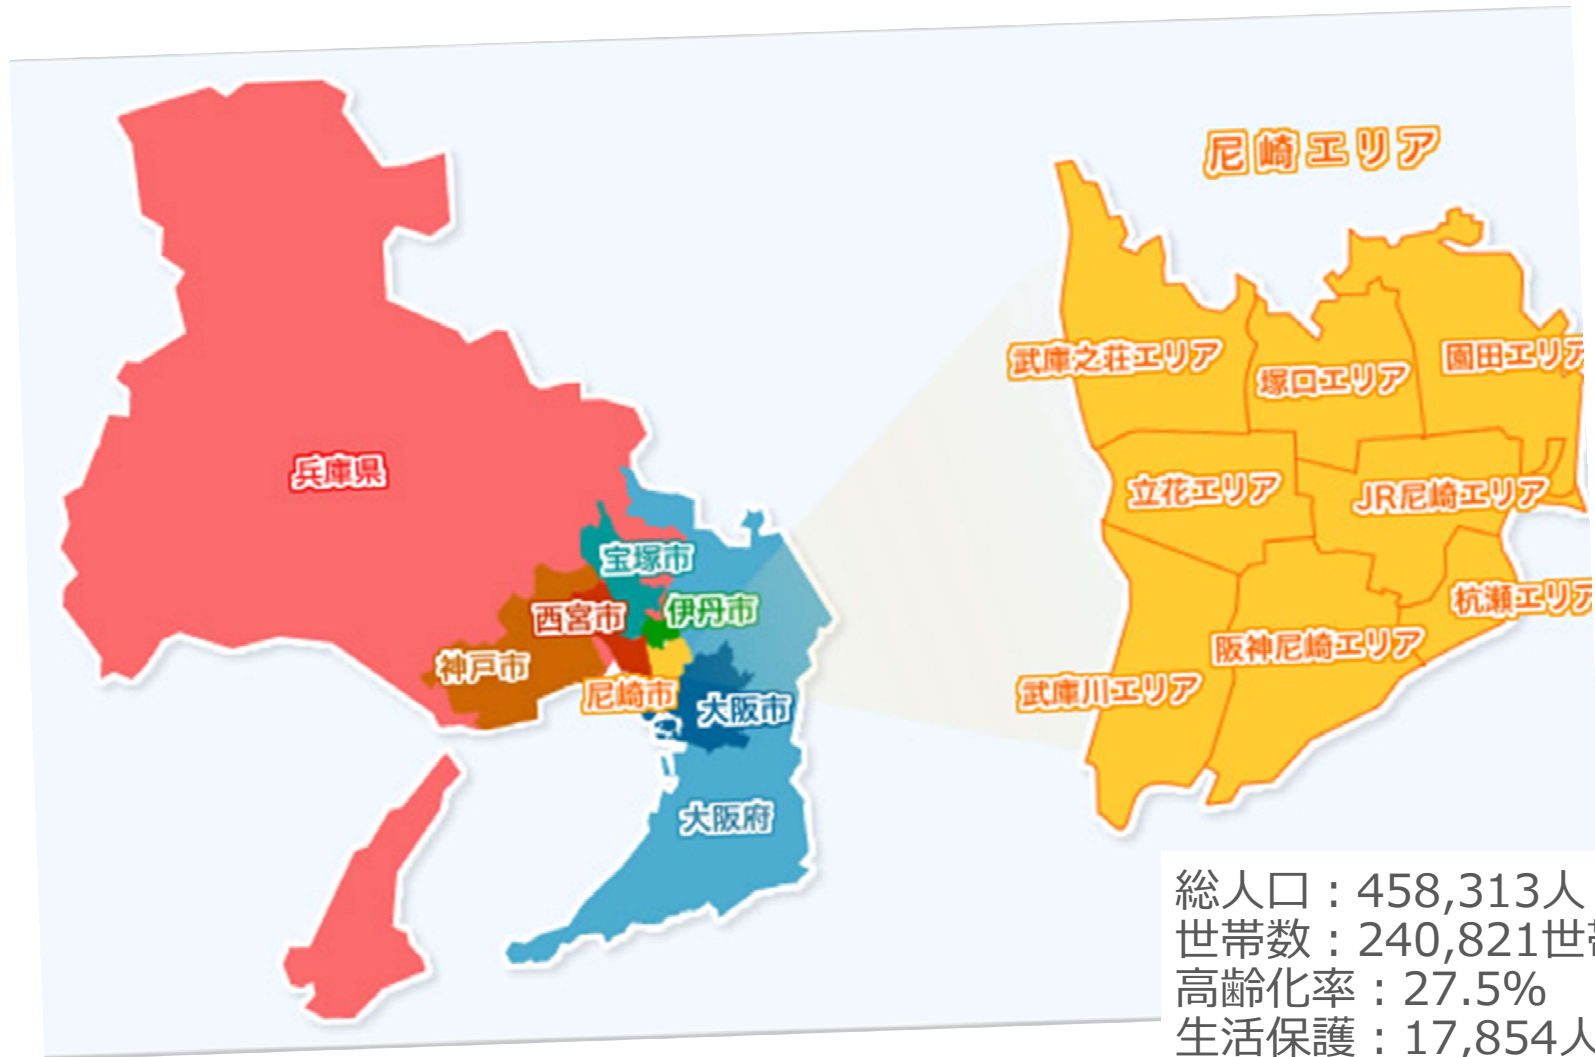 尼崎エリア
武庫之荘エリア
塚口エリア
園田エリア
立花エリア
JR尼崎エリア
杭瀬エリア
阪神尼崎エリア
武庫川エリア
兵庫県
宝塚市
西宮市
伊丹市
神戸市
尼崎市
大阪市
大阪府
総人口：458,313人
世帯数：240,821世帯
高齢化率：27.5%
生活保護：17,854人